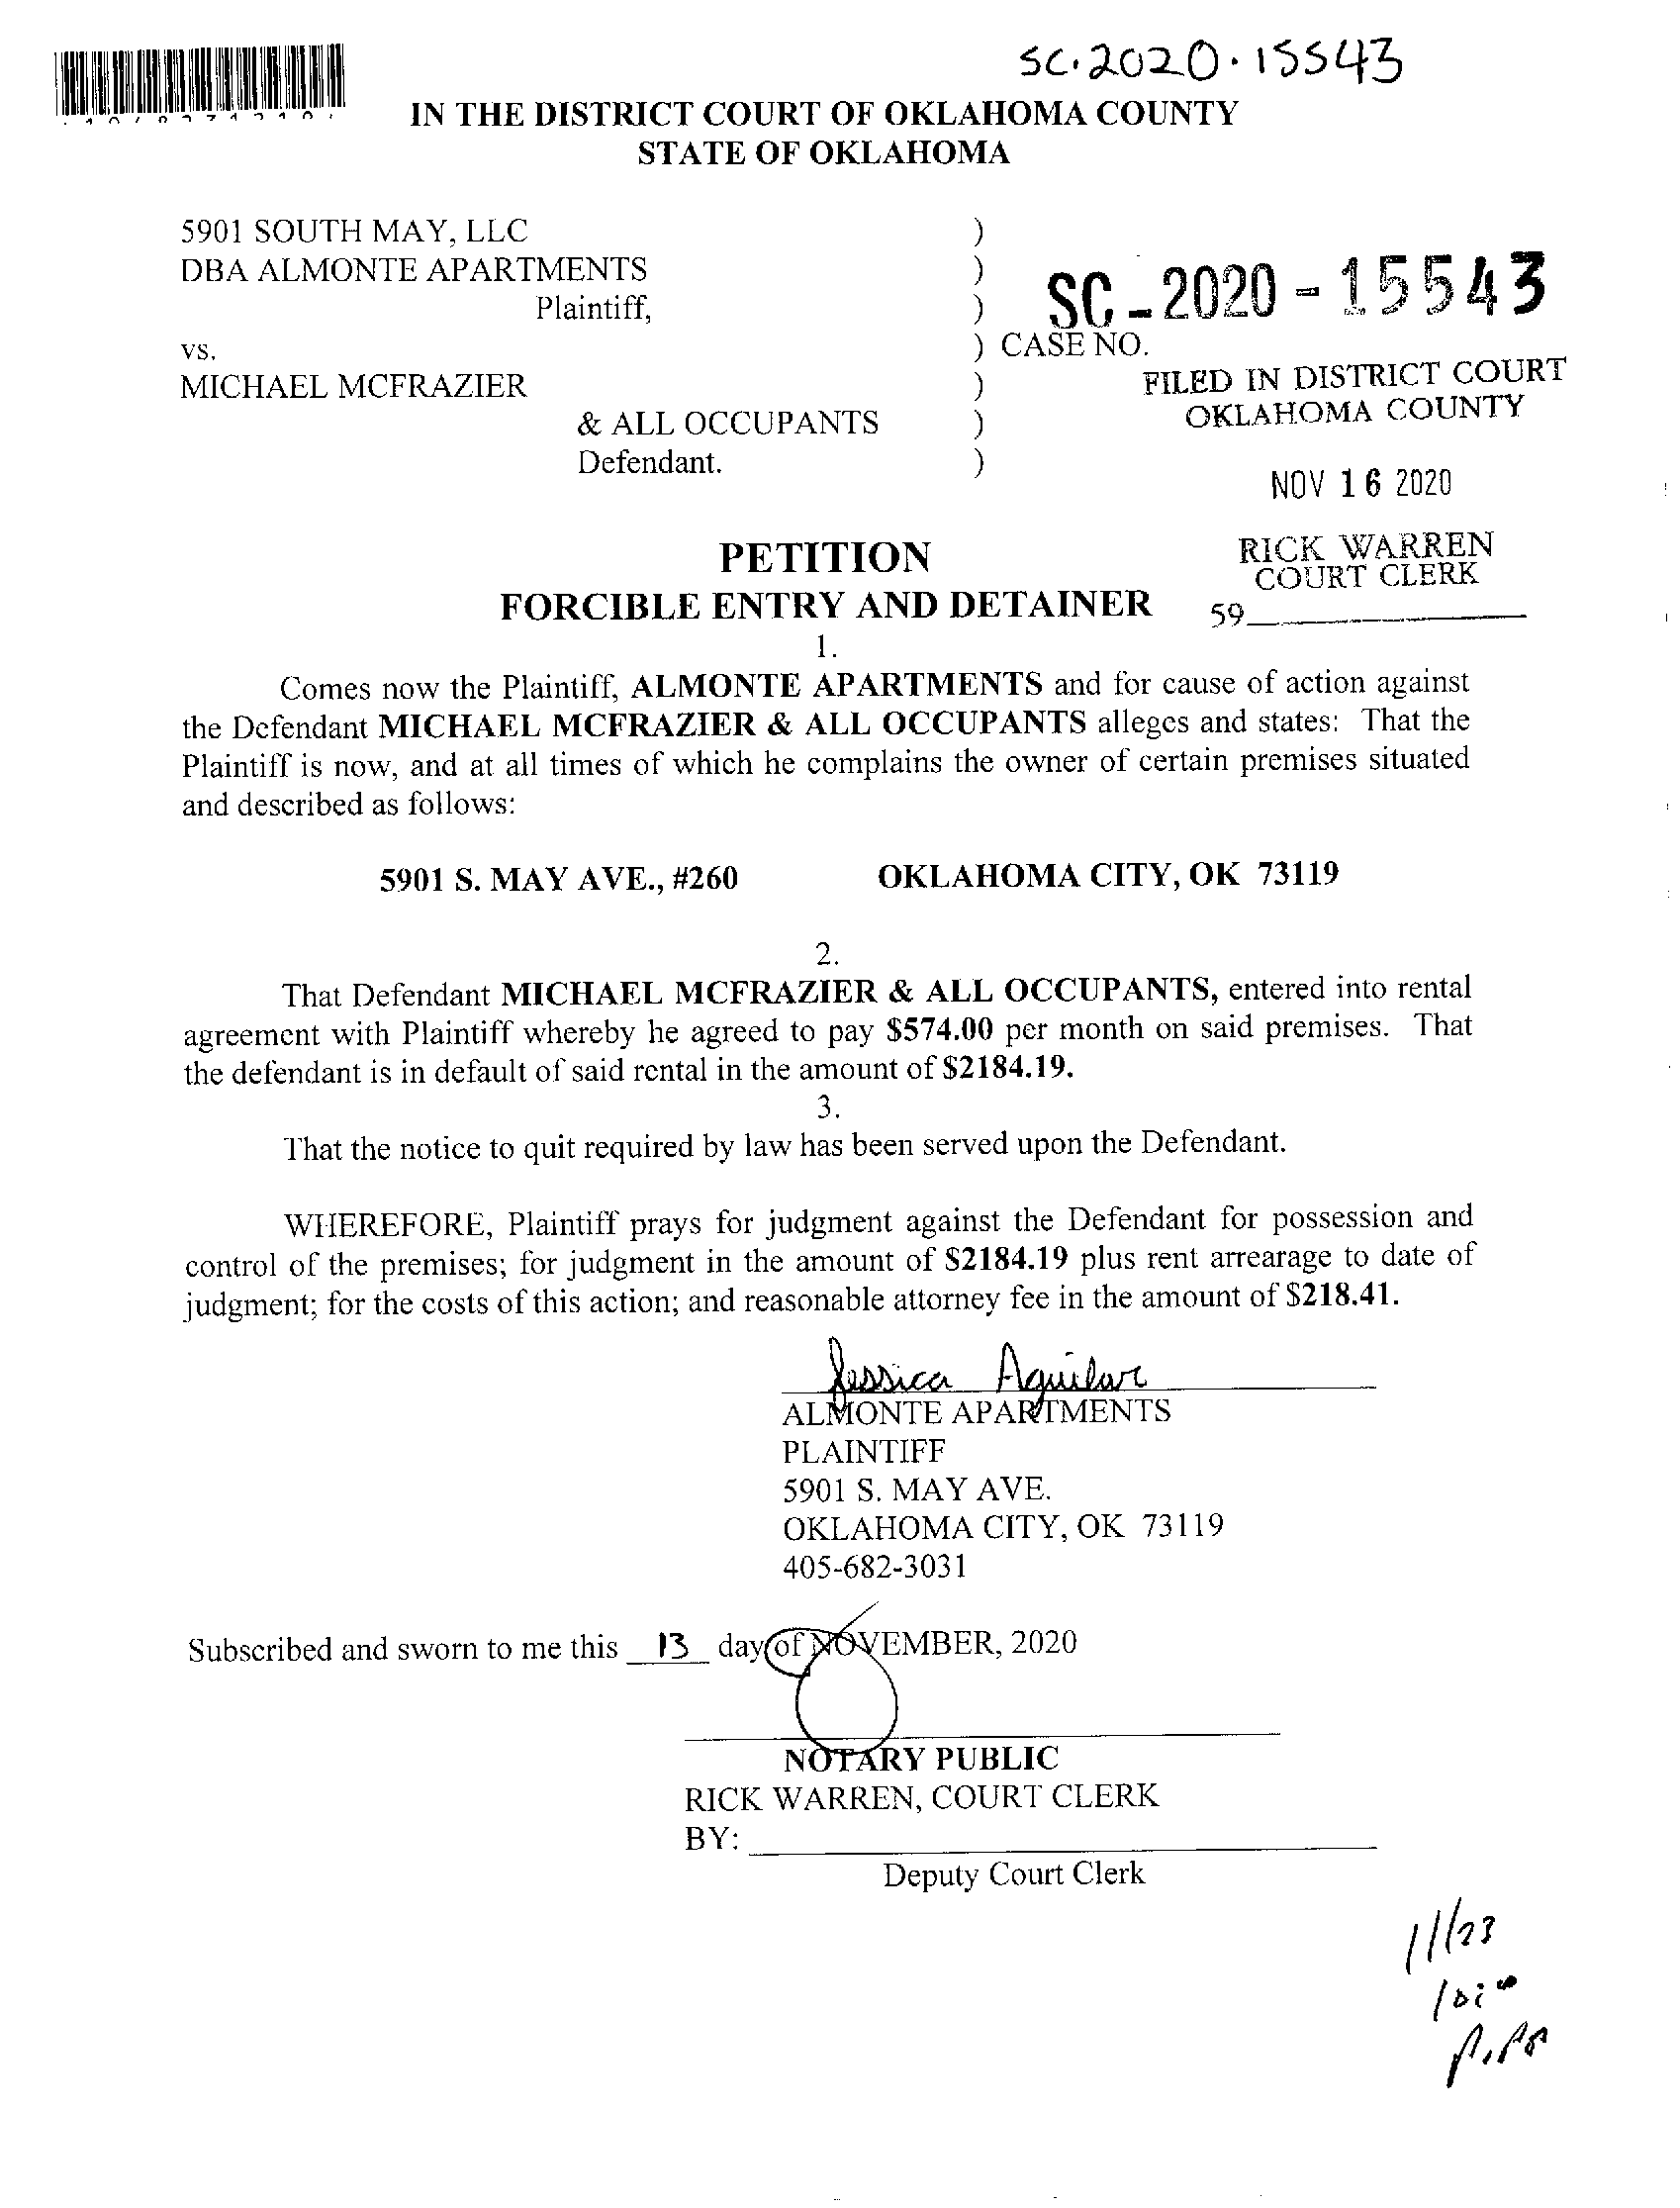 SC.2020.15543
IN THE DISTRICT COURT OF OKLAHOMA COUNTY
STATE OF OKLAHOMA
5901 SOUTH MAY, LLC )
DBA ALMONTE APARTMENTS )
Plaintiff, ) SC-2020-15543
vs. ) CASE NO.
MICHAEL MCFRAZIER ) FILED IN DISTRICT COURT
& ALL OCCUPANTS ) OKLAHOMA COUNTY
Defendant. )
NOV 16 2020
PETITION
RICK WARREN
COURT CLERK
FORCIBLE ENTRY AND DETAINER
59
1.
Comes now the Plaintiff, ALMONTE APARTMENTS and for cause of action against
the Defendant MICHAEL MCFRAZIER & ALL OCCUPANTS alleges and states: That the
Plaintiff is now, and at all times of which he complains the owner of certain premises situated
and described as follows:
5901 S. MAY AVE., #260 OKLAHOMA CITY, OK 73119
2.
That Defendant MICHAEL MCFRAZIER & ALL OCCUPANTS, entered into rental
agreement with Plaintiff whereby he agreed to pay $574.00 per month on said premises. That
the defendant is in default of said rental in the amount of $2184.19.
3.
That the notice to quit required by law has been served upon the Defendant.
WHEREFORE, Plaintiff prays for judgment against the Defendant for possession and
control of the premises; for judgment in the amount of $2184.19 plus rent arrearage to date of
judgment; for the costs of this action; and reasonable attorney fee in the amount of $218.41.
Jessica Aguilar
ALMONTE APARTMENTS
PLAINTIFF
5901 S. MAY AVE.
OKLAHOMA CITY, OK 73119
405-682-3031
Subscribed and sworn to me this 13 day of NOVEMBER, 2020
NOTARY PUBLIC
RICK WARREN, COURT CLERK
BY:
Deputy Court Clerk
11/23